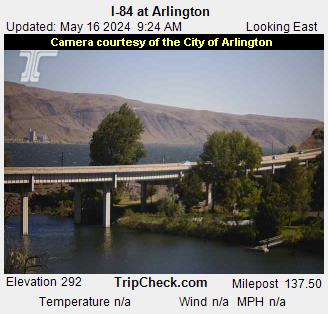 I-84 at Arlington
Updated: May 16 2024 9:24 AM Looking East
Camera courtesy of the City of Arlington
Elevation 292 TripCheck.com Milepost 137.50
Temperature n/a Wind n/a MPH n/a